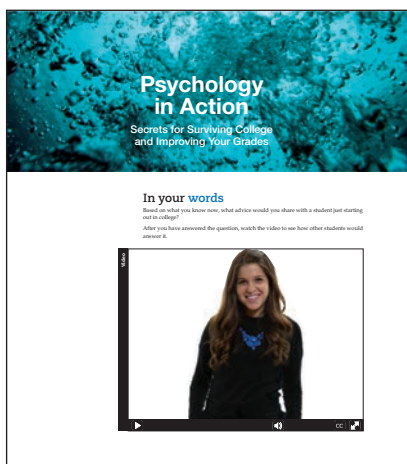 Psychology
in Action
Secrets for Surviving College
and Improving Your Grades
In your words
Based on what you know now, what advice would you share with a student just starting
out in college?
After you have answered the question, watch the video to see how other students would
answer it.
Video
CC